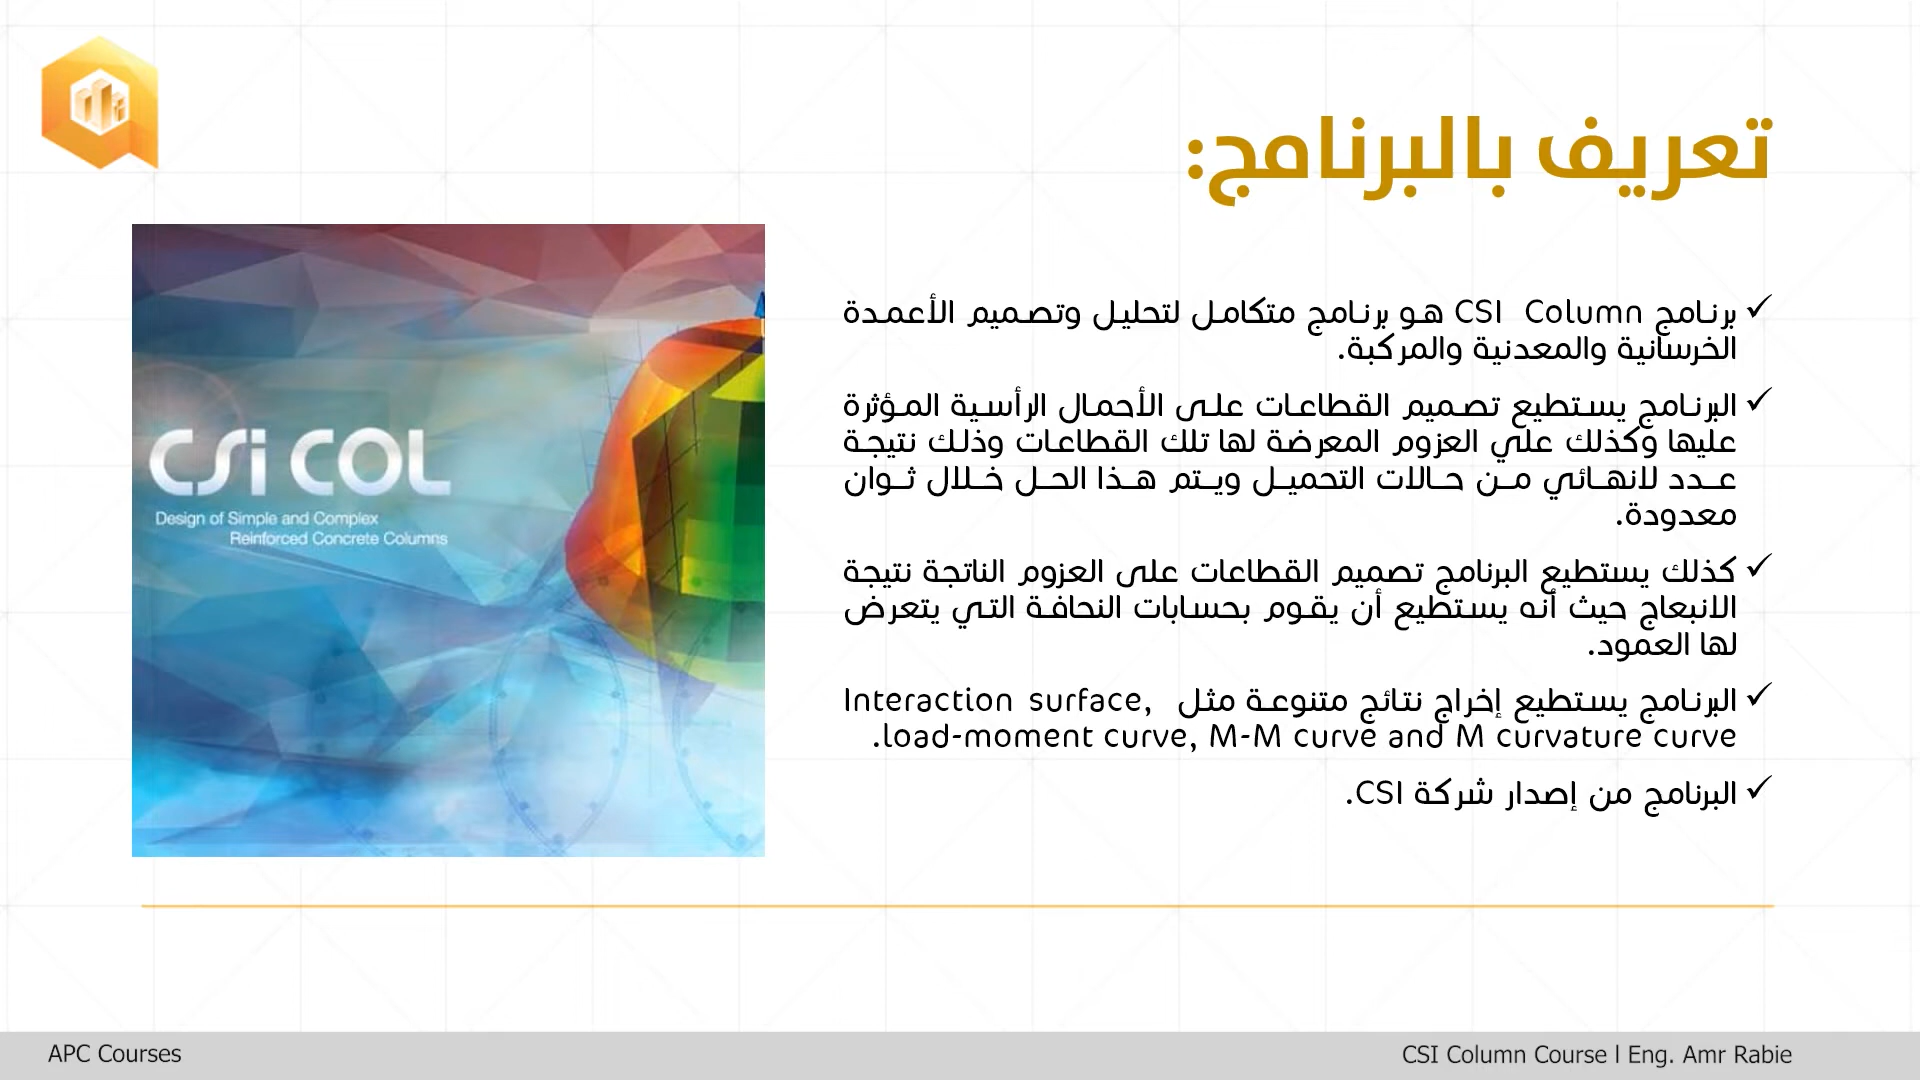 تعريف بالبرنامج:
برنامج CSI Column هو برنامج متكامل لتحليل وتصميم الأعمدة
الخرسانية والمعدنية والمركبة.
البرنامج يستطيع تصميم القطاعات على الأحمال الرأسية المؤثرة
عليها وكذلك علي العزوم المعرضة لها تلك القطاعات وذلك نتيجة
عدد لانهائي من حالات التحميل ويتم هذا الحل خلال ثوان
معدودة.
كذلك يستطيع البرنامج تصميم القطاعات على العزوم الناتجة نتيجة
الانبعاج حيث أنه يستطيع أن يقوم بحسابات النحافة التي يتعرض
لها العمود.
البرنامج يستطيع إخراج نتائج متنوعة مثل Interaction surface,
load-moment curve, M-M curve and M curvature curve.
البرنامج من إصدار شركة CSI.
CSi COL
Design of Simple and Complex
Reinforced Concrete Columns
APC Courses
CSI Column Course l Eng. Amr Rabie